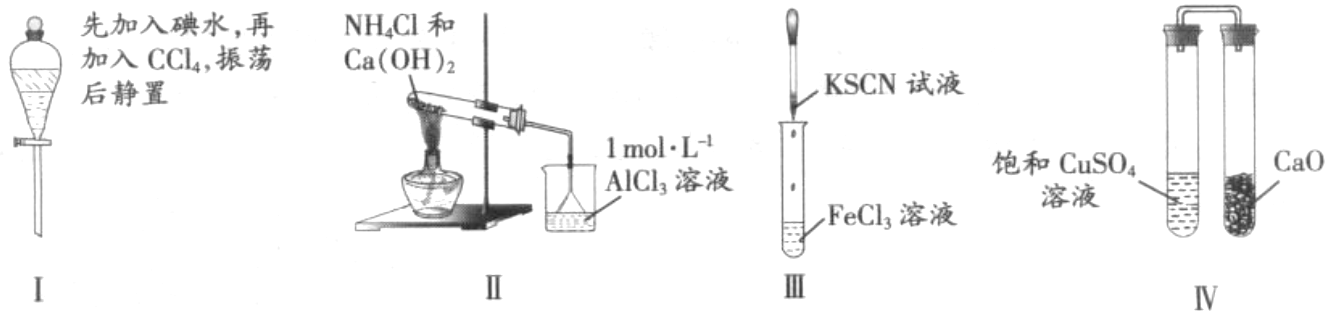 先加入碘水,再
加入 CCl₄,振荡
后静置
I
NH₄Cl 和
Ca(OH)₂
1 mol·L⁻¹
AlCl₃ 溶液
II
KSCN 试液
FeCl₃ 溶液
III
饱和 CuSO₄
溶液
CaO
IV